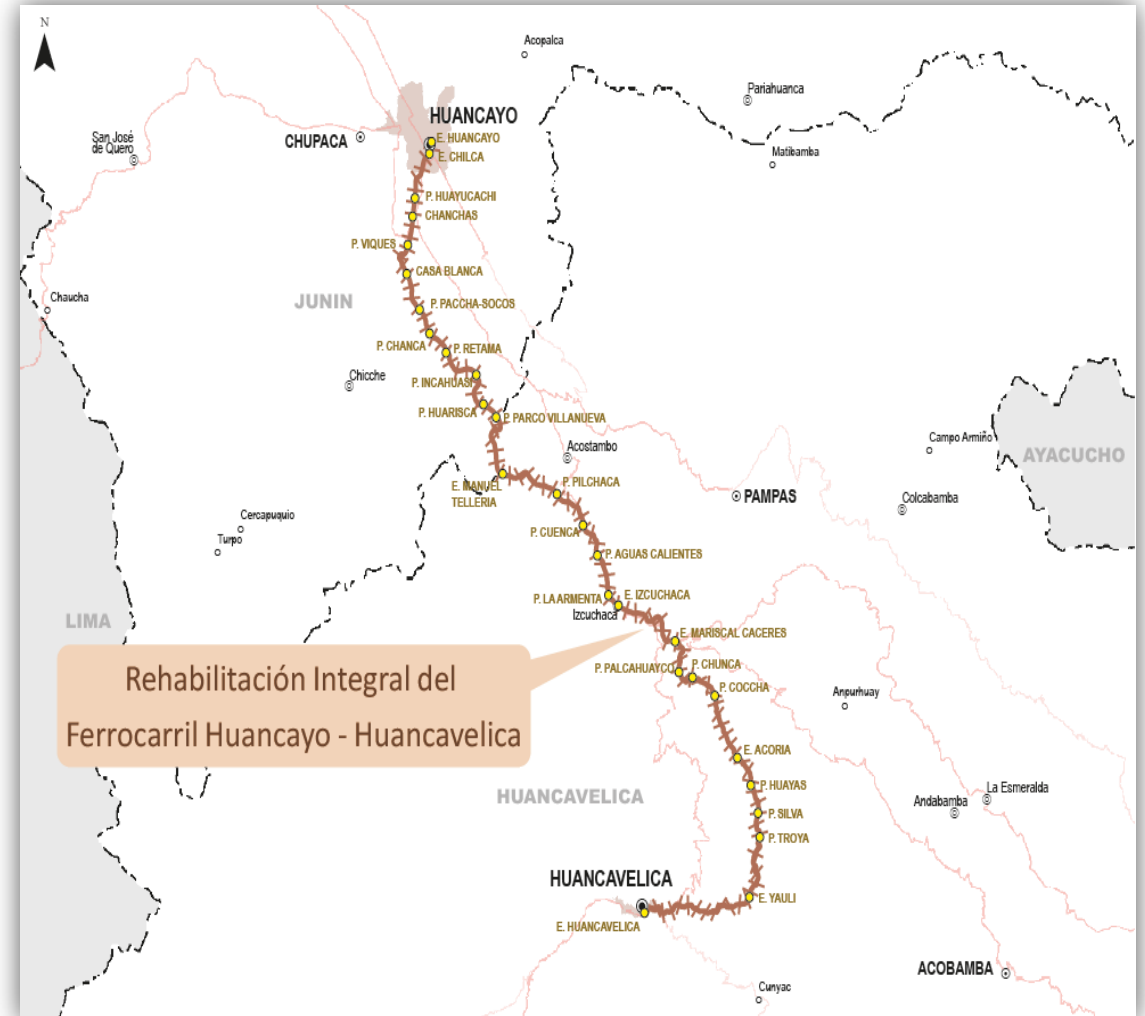 N
Acopalca
Pariahuanca
HUANCAYO
E. HUANCAYO
CHUPACA
San José
de Quero
E. CHILCA
Matibamba
P. HUAYUCACHI
CHANCHAS
P. VIQUES
CASA BLANCA
Chaucha
JUNIN
P. PACCHA-SOCOS
P. CHANCA
P. RETAMA
Chicche
P. INCAHUASI
P. HUARISCA
P. PARCO VILLANUEVA
Acostambo
Campo Armiño
AYACUCHO
E. MANUEL
TELLERIA
P. PILCHACA
PAMPAS
Colcabamba
Cercapuquio
Turpo
P. CUENCA
P. AGUAS CALIENTES
P. LA ARMENTA
E. IZCUCHACA
Izcuchaca
LIMA
E. MARISCAL CACERES
P. PALCAHUAYCO
P. CHUNCA
P. COCCHA
Anpurhuay
Rehabilitación Integral del
Ferrocarril Huancayo - Huancavelica
E. ACORIA
P. HUAYAS
La Esmeralda
HUANCAVELICA
Andabamba
P. SILVA
P. TROYA
HUANCAVELICA
E. YAULI
E. HUANCAVELICA
ACOBAMBA
Cunyac